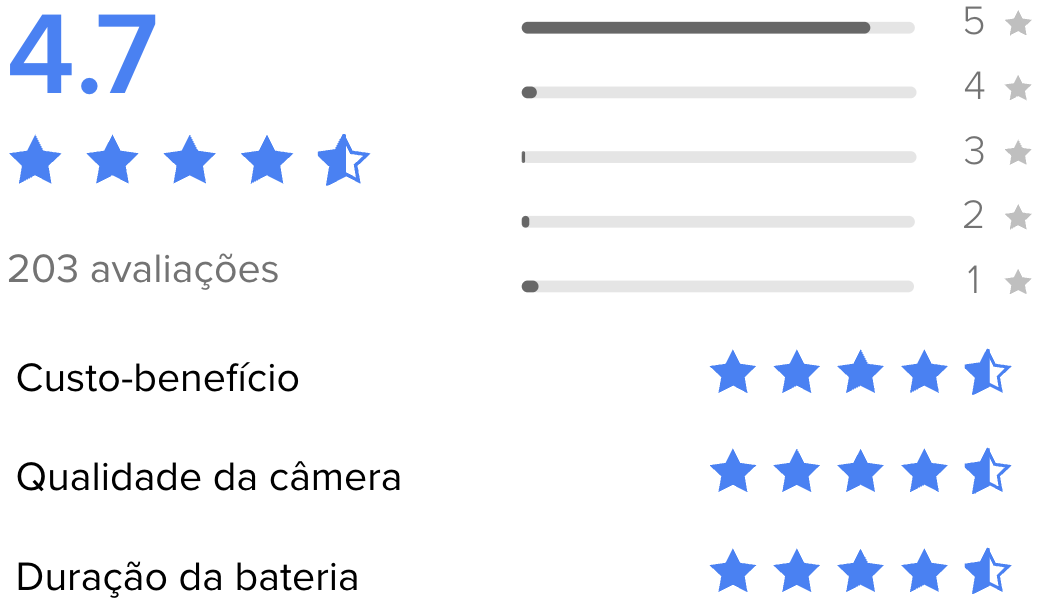 4.7
203 avaliações
5
4
3
2
1
Custo-benefício
Qualidade da câmera
Duração da bateria